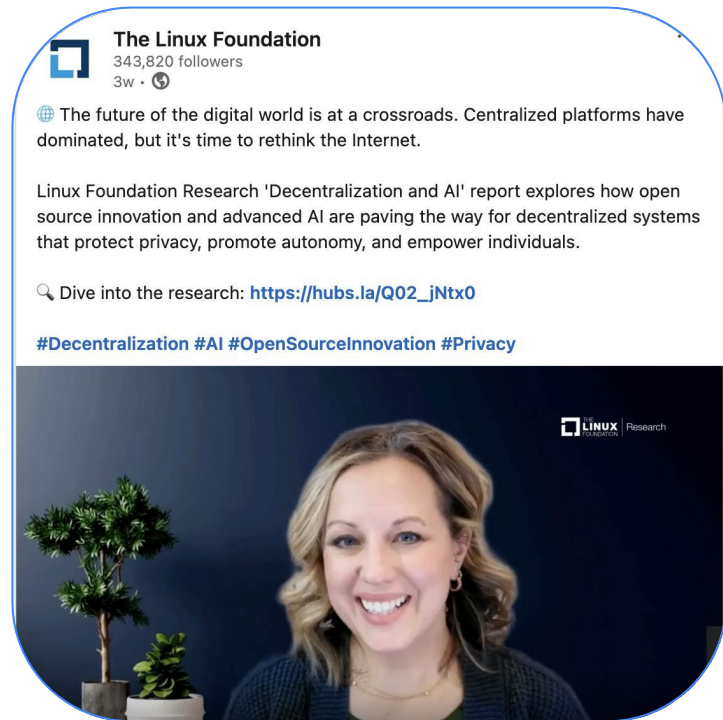 The Linux Foundation
343,820 followers
3w •
The future of the digital world is at a crossroads. Centralized platforms have
dominated, but it's time to rethink the Internet.
Linux Foundation Research 'Decentralization and AI' report explores how open
source innovation and advanced AI are paving the way for decentralized systems
that protect privacy, promote autonomy, and empower individuals.
Dive into the research: https://hubs.la/Q02_jNtx0
#Decentralization #AI #OpenSourceInnovation #Privacy
THE
LINUX
FOUNDATION
Research